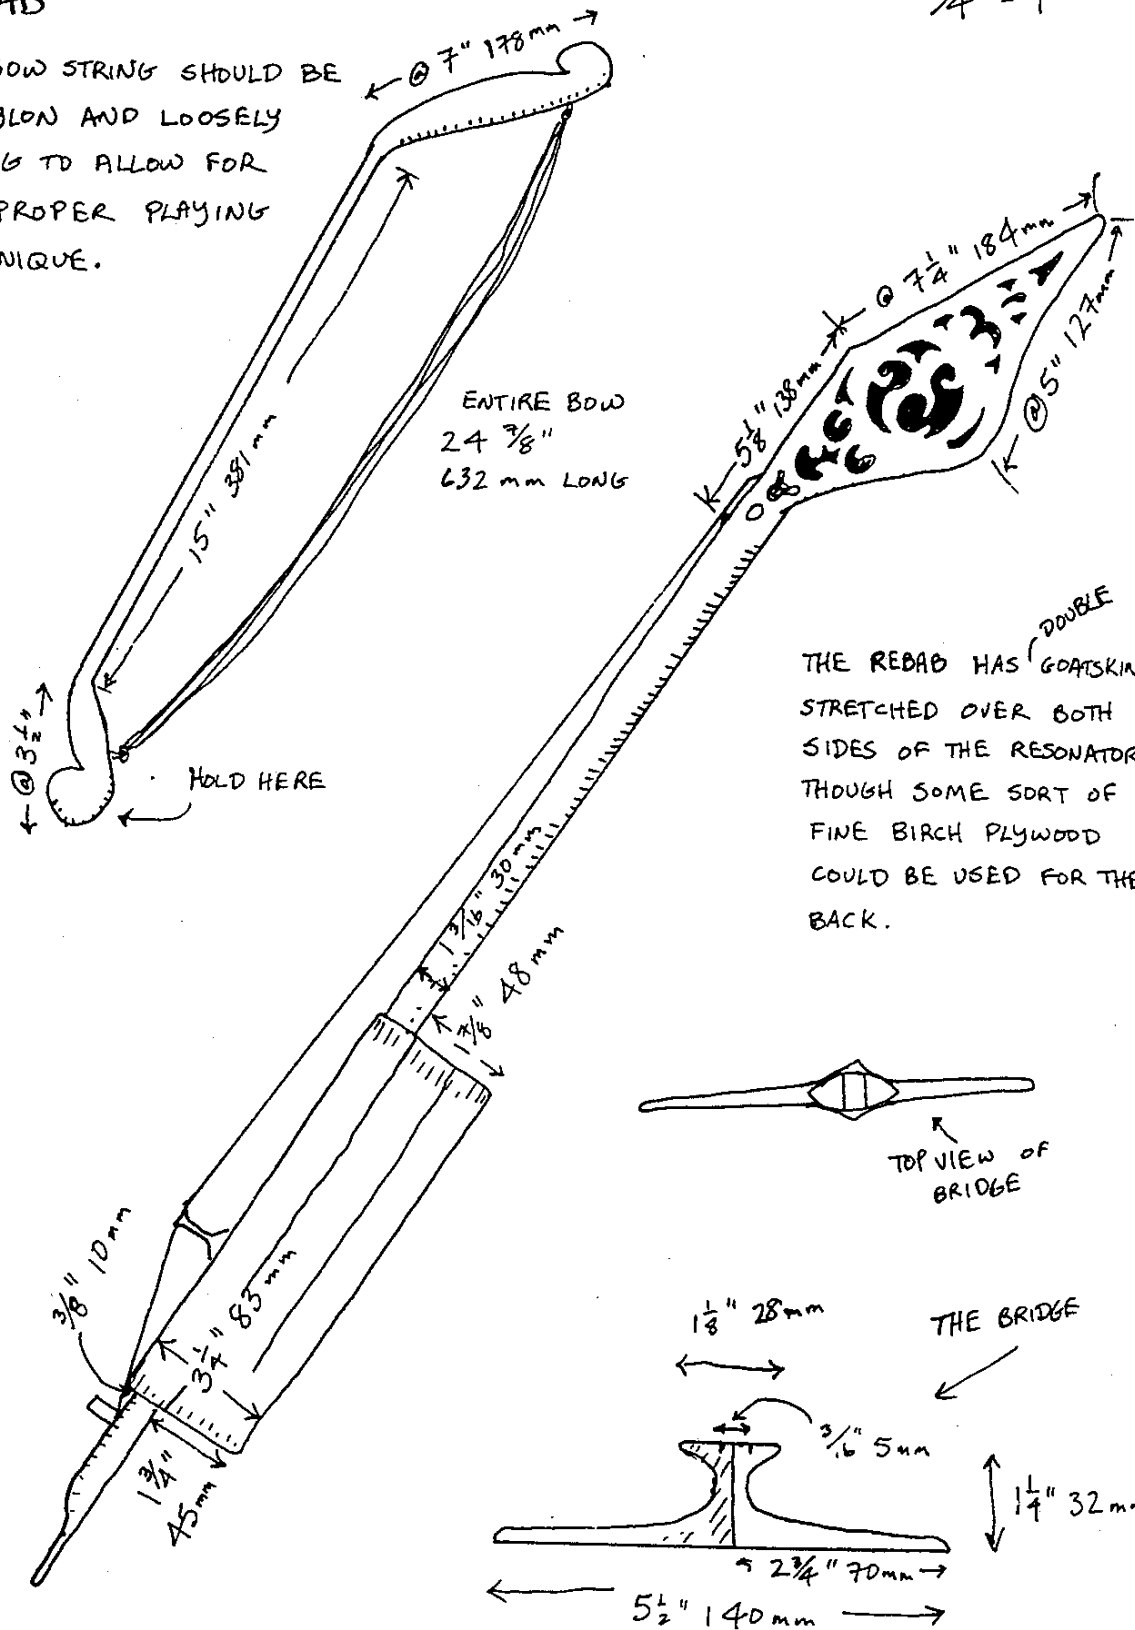 OW STRING SHOULD BE
LON AND LOOSELY
G TO ALLOW FOR
PROPER PLAYING
NIQUE.
@ 7" 178mm
ENTIRE BOW
24 7/8"
632 mm LONG
15" 381mm
@ 3 1/2"
HOLD HERE
@ 7 1/4" 184mm
5 1/8" 138mm
@ 5" 127mm
DOUBLE
THE REBAB HAS GOATSKIN
STRETCHED OVER BOTH
SIDES OF THE RESONATOR
THOUGH SOME SORT OF
FINE BIRCH PLYWOOD
COULD BE USED FOR THE
BACK.
1 3/16" 30mm
1 7/8" 48mm
TOP VIEW OF
BRIDGE
3/8" 10mm
3 1/4" 83mm
1 3/4"
45mm
1 1/8" 28mm
THE BRIDGE
3/16" 5mm
1 1/4" 32m
2 3/4" 70mm
5 1/2" 140mm